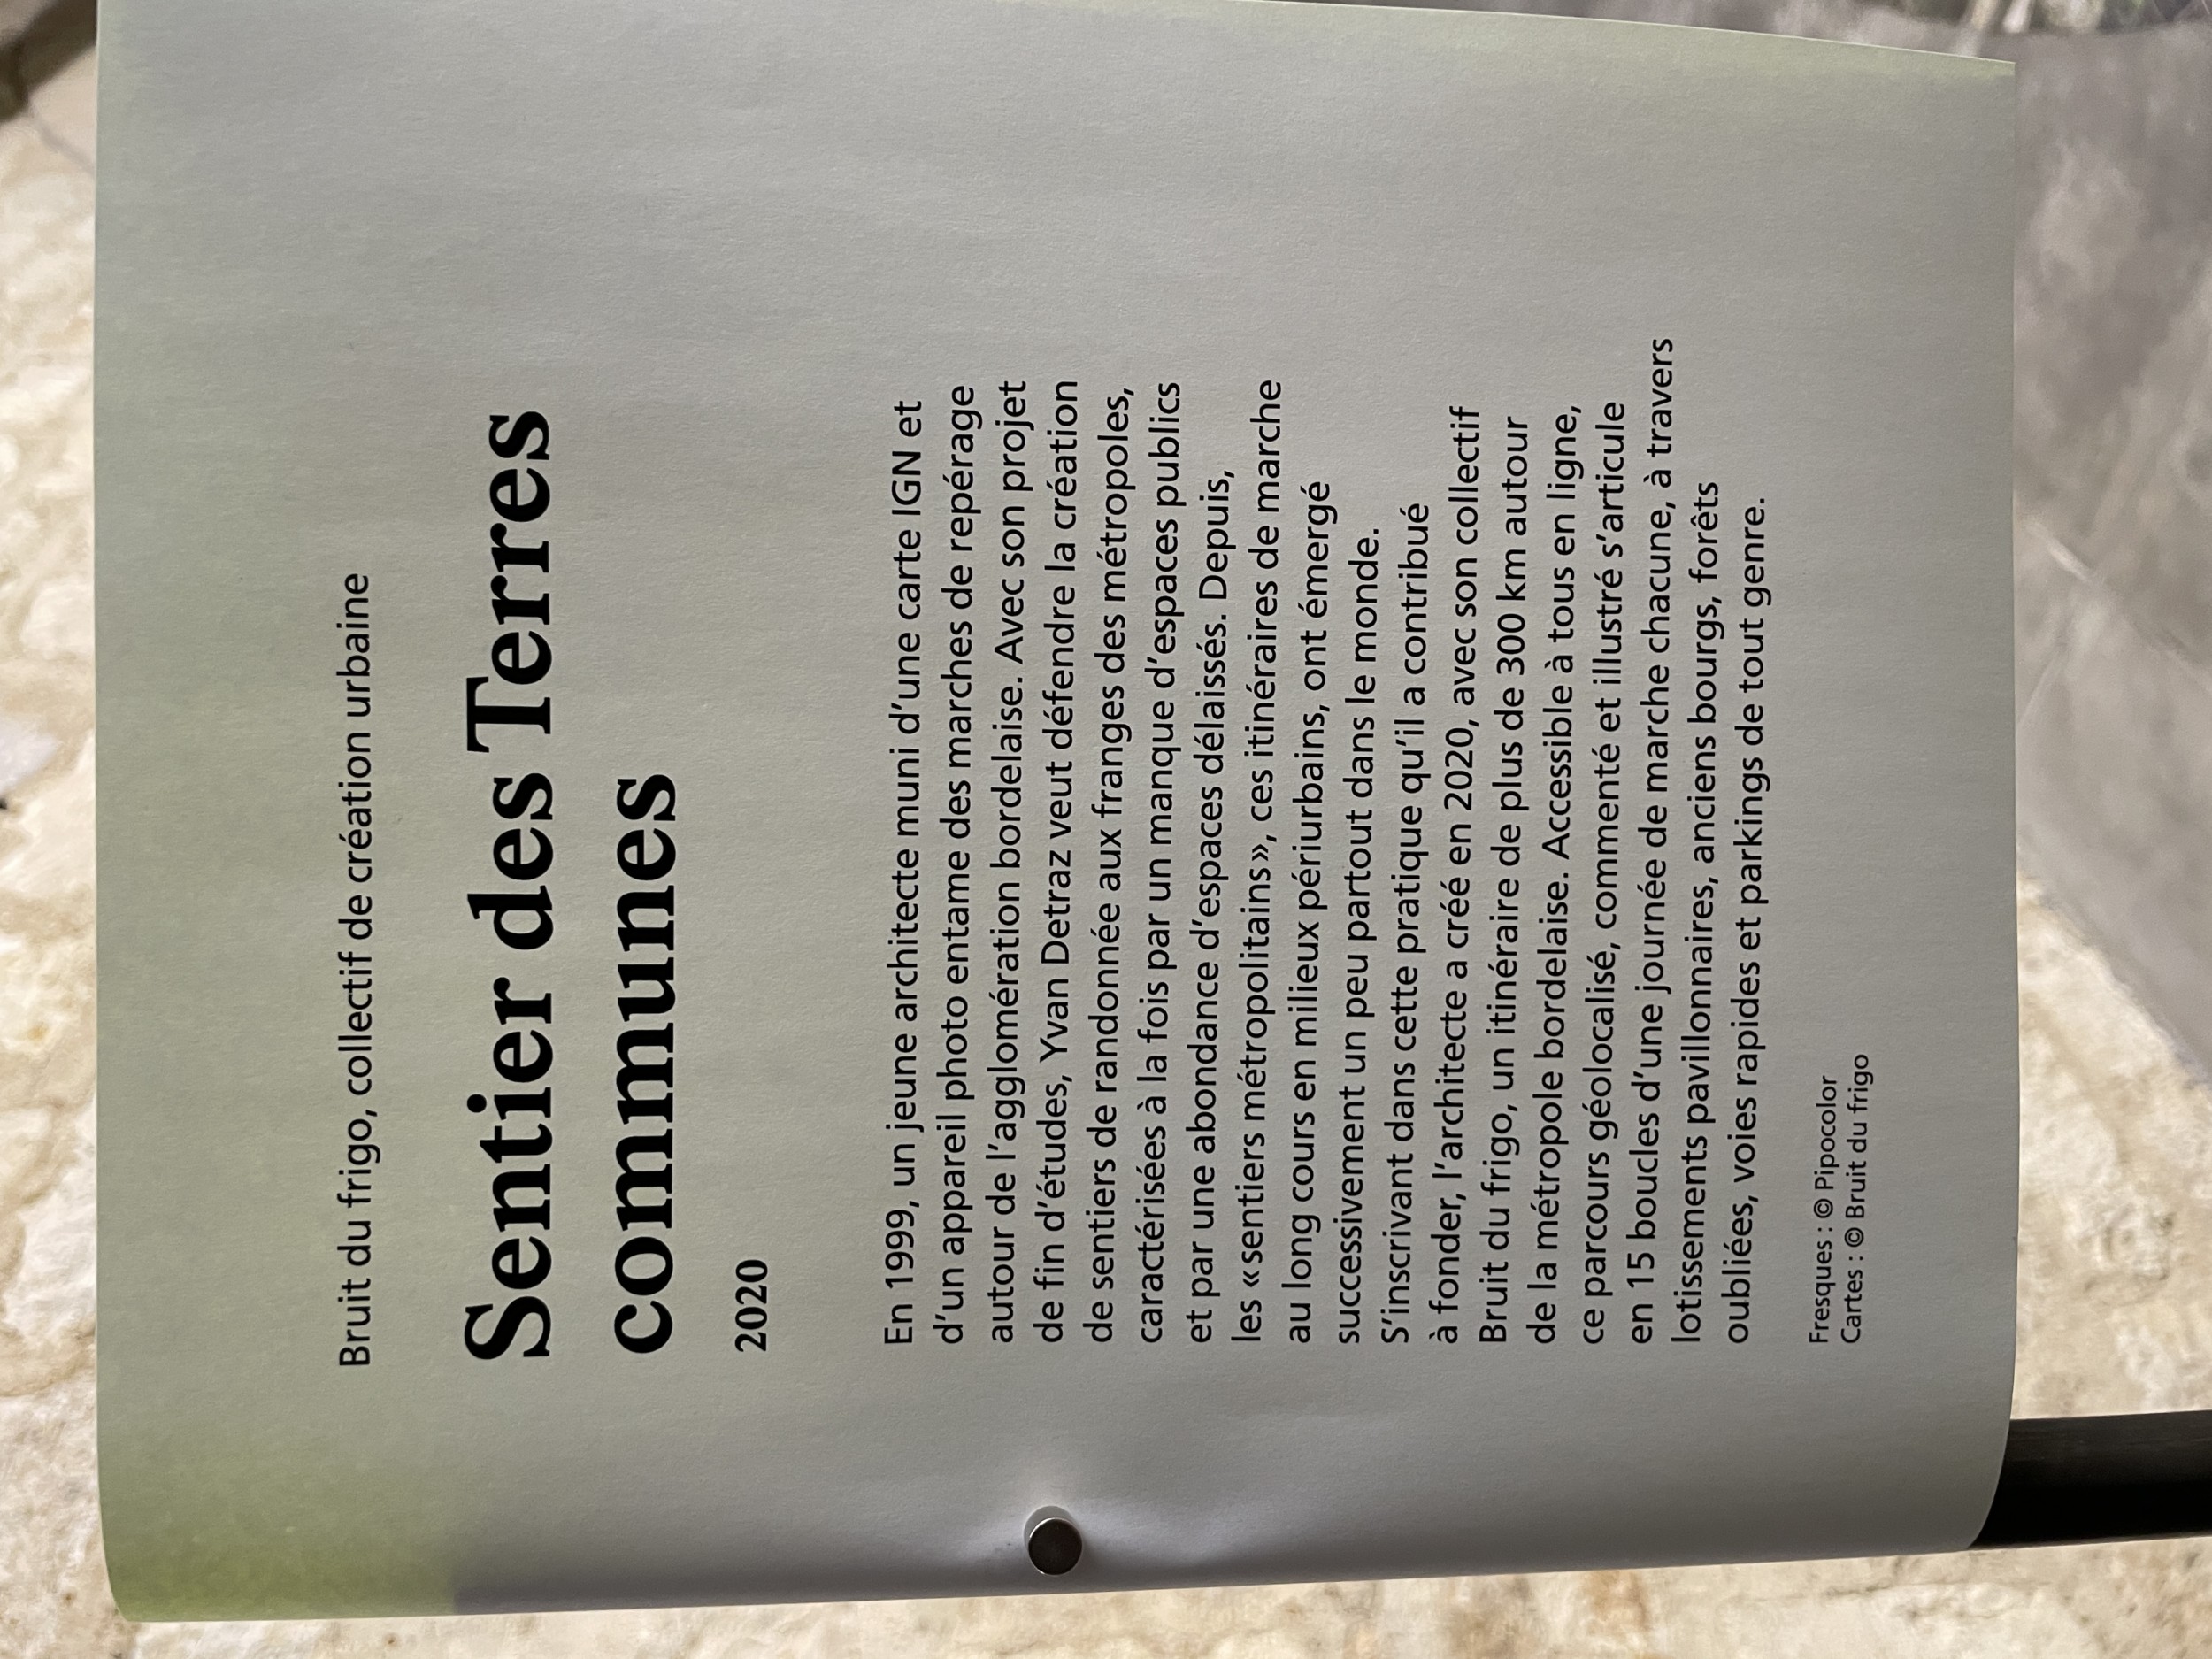 Bruit du frigo, collectif de création urbaine
Sentier des Terres
communes
2020
En 1999, un jeune architecte muni d'une carte IGN et
d'un appareil photo entame des marches de repérage
autour de l'agglomération bordelaise. Avec son projet
de fin d'études, Yvan Detraz veut défendre la création
de sentiers de randonnée aux franges des métropoles,
caractérisées à la fois par un manque d'espaces publics
et par une abondance d'espaces délaissés. Depuis,
les «sentiers métropolitains», ces itinéraires de marche
au long cours en milieux périurbains, ont émergé
successivement un peu partout dans le monde.
S'inscrivant dans cette pratique qu'il a contribué
à fonder, l'architecte a créé en 2020, avec son collectif
Bruit du frigo, un itinéraire de plus de 300 km autour
de la métropole bordelaise. Accessible à tous en ligne,
ce parcours géolocalisé, commenté et illustré s'articule
en 15 boucles d'une journée de marche chacune, à travers
lotissements pavillonnaires, anciens bourgs, forêts
oubliées, voies rapides et parkings de tout genre.
Fresques : © Pipocolor
Cartes : © Bruit du frigo